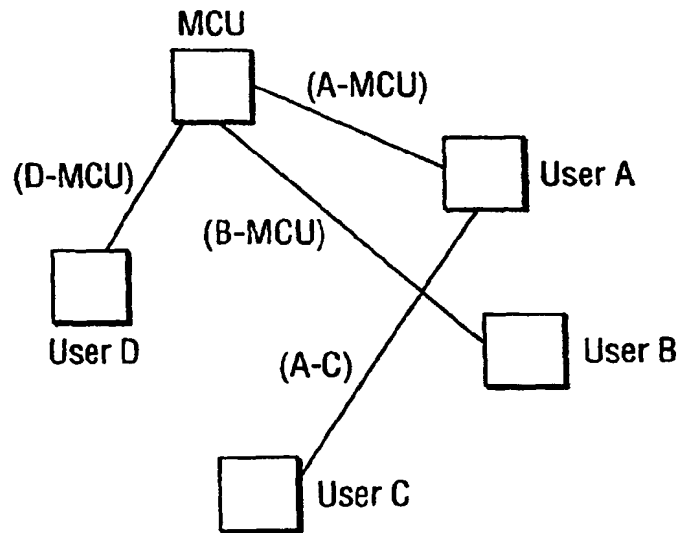 MCU
(A-MCU)
User A
(D-MCU)
(B-MCU)
User D
User B
(A-C)
User C